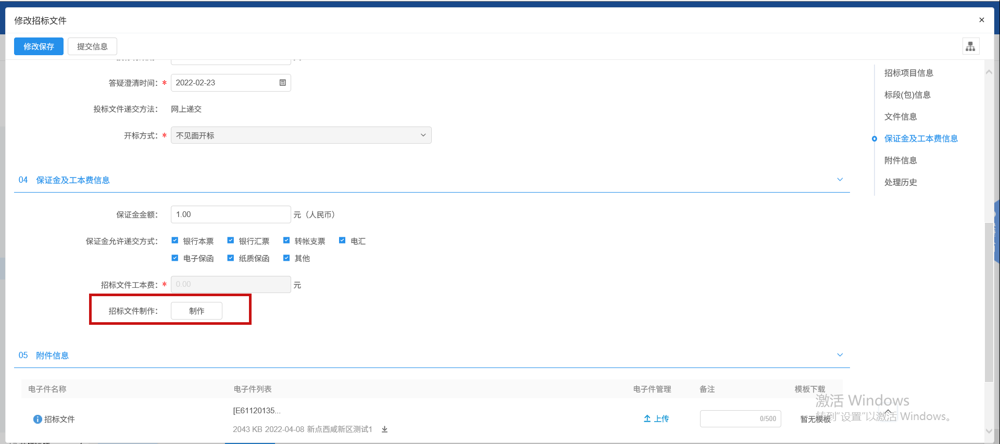 修改招标文件
×
修改保存 提交信息
答疑澄清时间：* 2022-02-23
投标文件递交方法： 网上递交
开标方式：* 不见面开标
招标项目信息
标段(包)信息
文件信息
保证金及工本费信息
附件信息
处理历史
04 保证金及工本费信息
保证金金额： 1.00 元（人民币）
保证金允许递交方式： 银行本票 银行汇票 转帐支票 电汇
电子保函 纸质保函 其他
招标文件工本费：* 0.00 元
招标文件制作： 制作
05 附件信息
电子件名称 电子件列表 电子件管理 备注 模板下载
招标文件 [E61120135... 上传 0/500 暂无模板
2043 KB 2022-04-08 新点西咸新区测试1
激活 Windows
转到"设置"以激活 Windows。